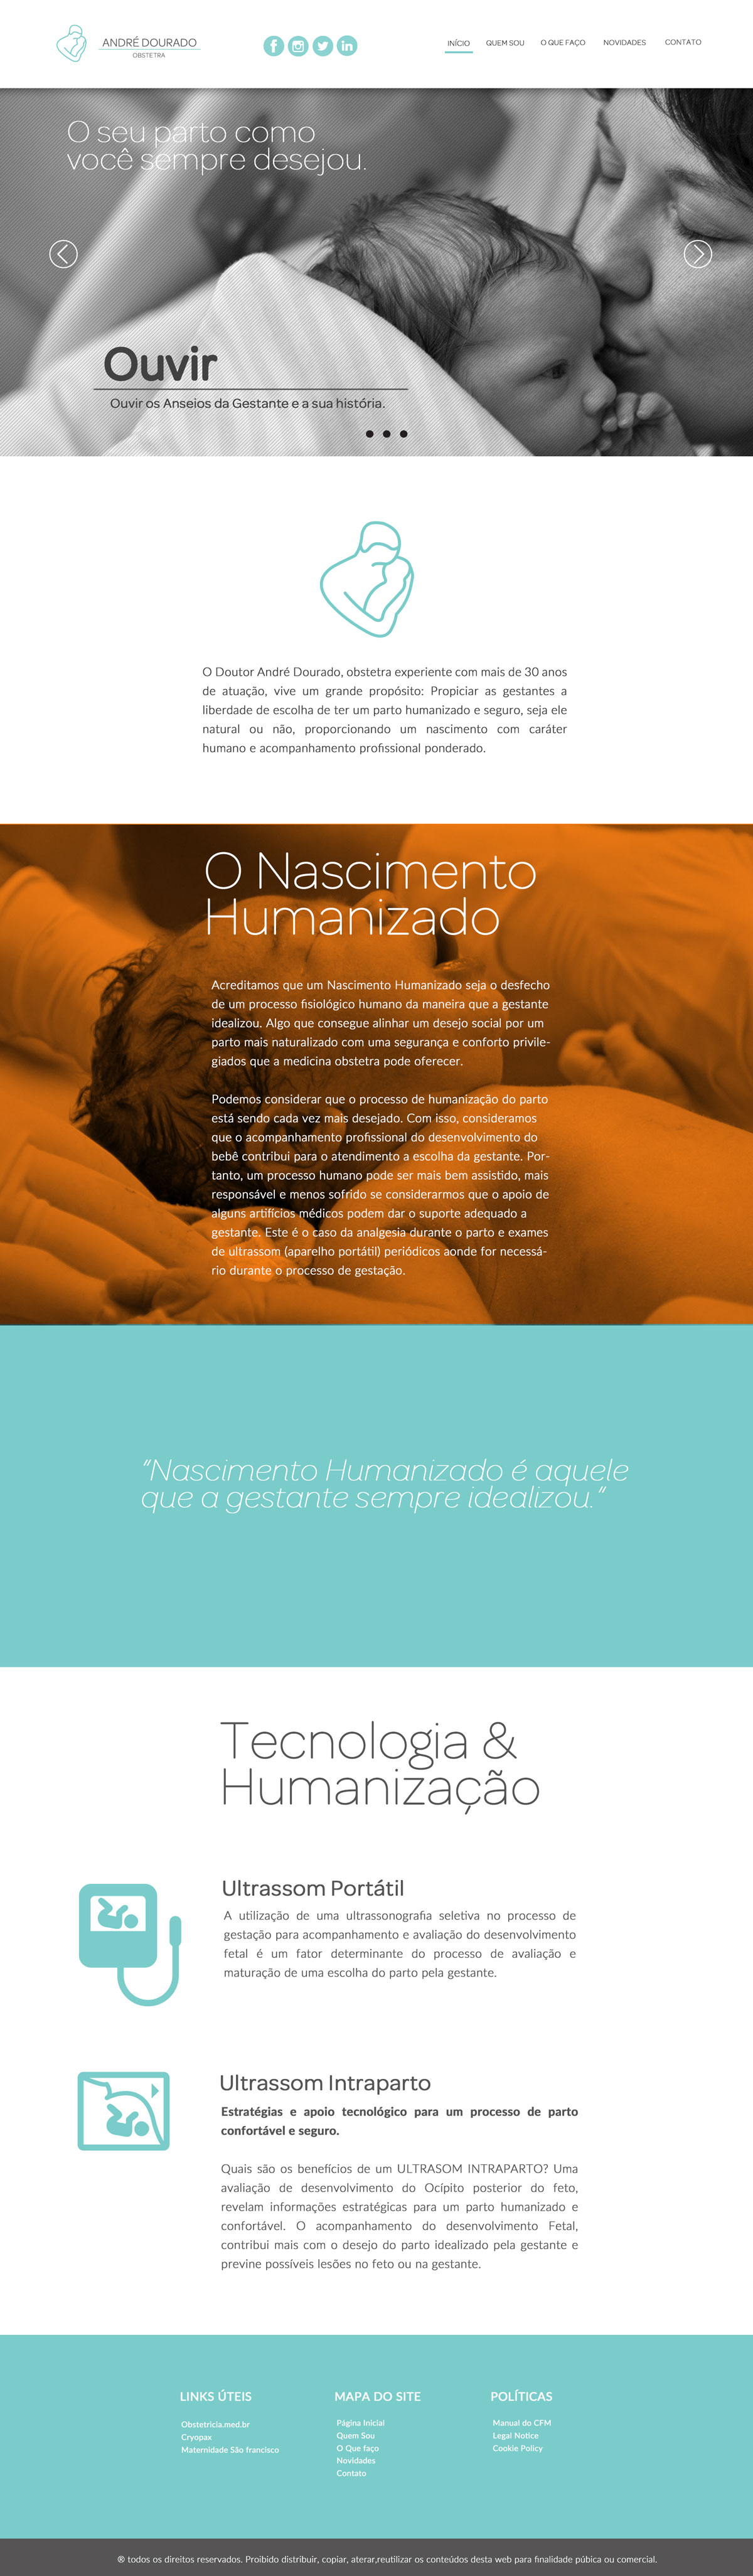 ANDRÉ DOURADO
OBSTETRA
INÍCIO QUEM SOU O QUE FAÇO NOVIDADES CONTATO
O seu parto como
você sempre desejou.
Ouvir
Ouvir os Anseios da Gestante e a sua história.
O Doutor André Dourado, obstetra experiente com mais de 30 anos
de atuação, vive um grande propósito: Propiciar as gestantes a
liberdade de escolha de ter um parto humanizado e seguro, seja ele
natural ou não, proporcionando um nascimento com caráter
humano e acompanhamento profissional ponderado.
O Nascimento
Humanizado
Acreditamos que um Nascimento Humanizado seja o desfecho
de um processo fisiológico humano da maneira que a gestante
idealizou. Algo que consegue alinhar um desejo social por um
parto mais naturalizado com uma segurança e conforto privile-
giados que a medicina obstetra pode oferecer.
Podemos considerar que o processo de humanização do parto
está sendo cada vez mais desejado. Com isso, consideramos
que o acompanhamento profissional do desenvolvimento do
bebê contribui para o atendimento a escolha da gestante. Por-
tanto, um processo humano pode ser mais bem assistido, mais
responsável e menos sofrido se considerarmos que o apoio de
alguns artifícios médicos podem dar o suporte adequado a
gestante. Este é o caso da analgesia durante o parto e exames
de ultrassom (aparelho portátil) periódicos aonde for necessá-
rio durante o processo de gestação.
“Nascimento Humanizado é aquele
que a gestante sempre idealizou.”
Tecnologia &
Humanização
Ultrassom Portátil
A utilização de uma ultrassonografia seletiva no processo de
gestação para acompanhamento e avaliação do desenvolvimento
fetal é um fator determinante do processo de avaliação e
maturação de uma escolha do parto pela gestante.
Ultrassom Intraparto
Estratégias e apoio tecnológico para um processo de parto
confortável e seguro.
Quais são os benefícios de um ULTRASOM INTRAPARTO? Uma
avaliação de desenvolvimento do Ocípito posterior do feto,
revelam informações estratégicas para um parto humanizado e
confortável. O acompanhamento do desenvolvimento Fetal,
contribui mais com o desejo do parto idealizado pela gestante e
previne possíveis lesões no feto ou na gestante.
LINKS ÚTEIS
Obstetricia.med.br
Cryopax
Maternidade São francisco
MAPA DO SITE
Página Inicial
Quem Sou
O Que faço
Novidades
Contato
POLÍTICAS
Manual do CFM
Legal Notice
Cookie Policy
® todos os direitos reservados. Proibido distribuir, copiar, aterar,reutilizar os conteúdos desta web para finalidade púbica ou comercial.